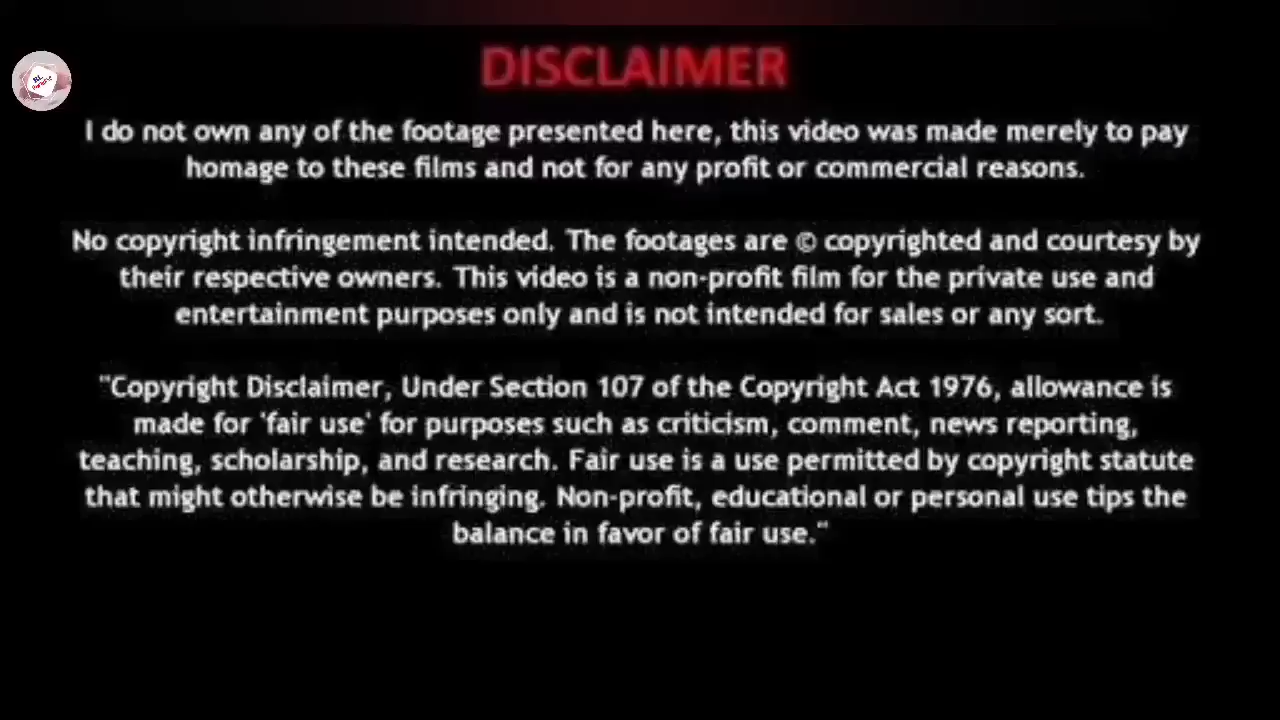 DISCLAIMER
I do not own any of the footage presented here, this video was made merely to pay
homage to these films and not for any profit or commercial reasons.
No copyright infringement intended. The footages are © copyrighted and courtesy by
their respective owners. This video is a non-profit film for the private use and
entertainment purposes only and is not intended for sales or any sort.
"Copyright Disclaimer, Under Section 107 of the Copyright Act 1976, allowance is
made for 'fair use' for purposes such as criticism, comment, news reporting,
teaching, scholarship, and research. Fair use is a use permitted by copyright statute
that might otherwise be infringing. Non-profit, educational or personal use tips the
balance in favor of fair use."